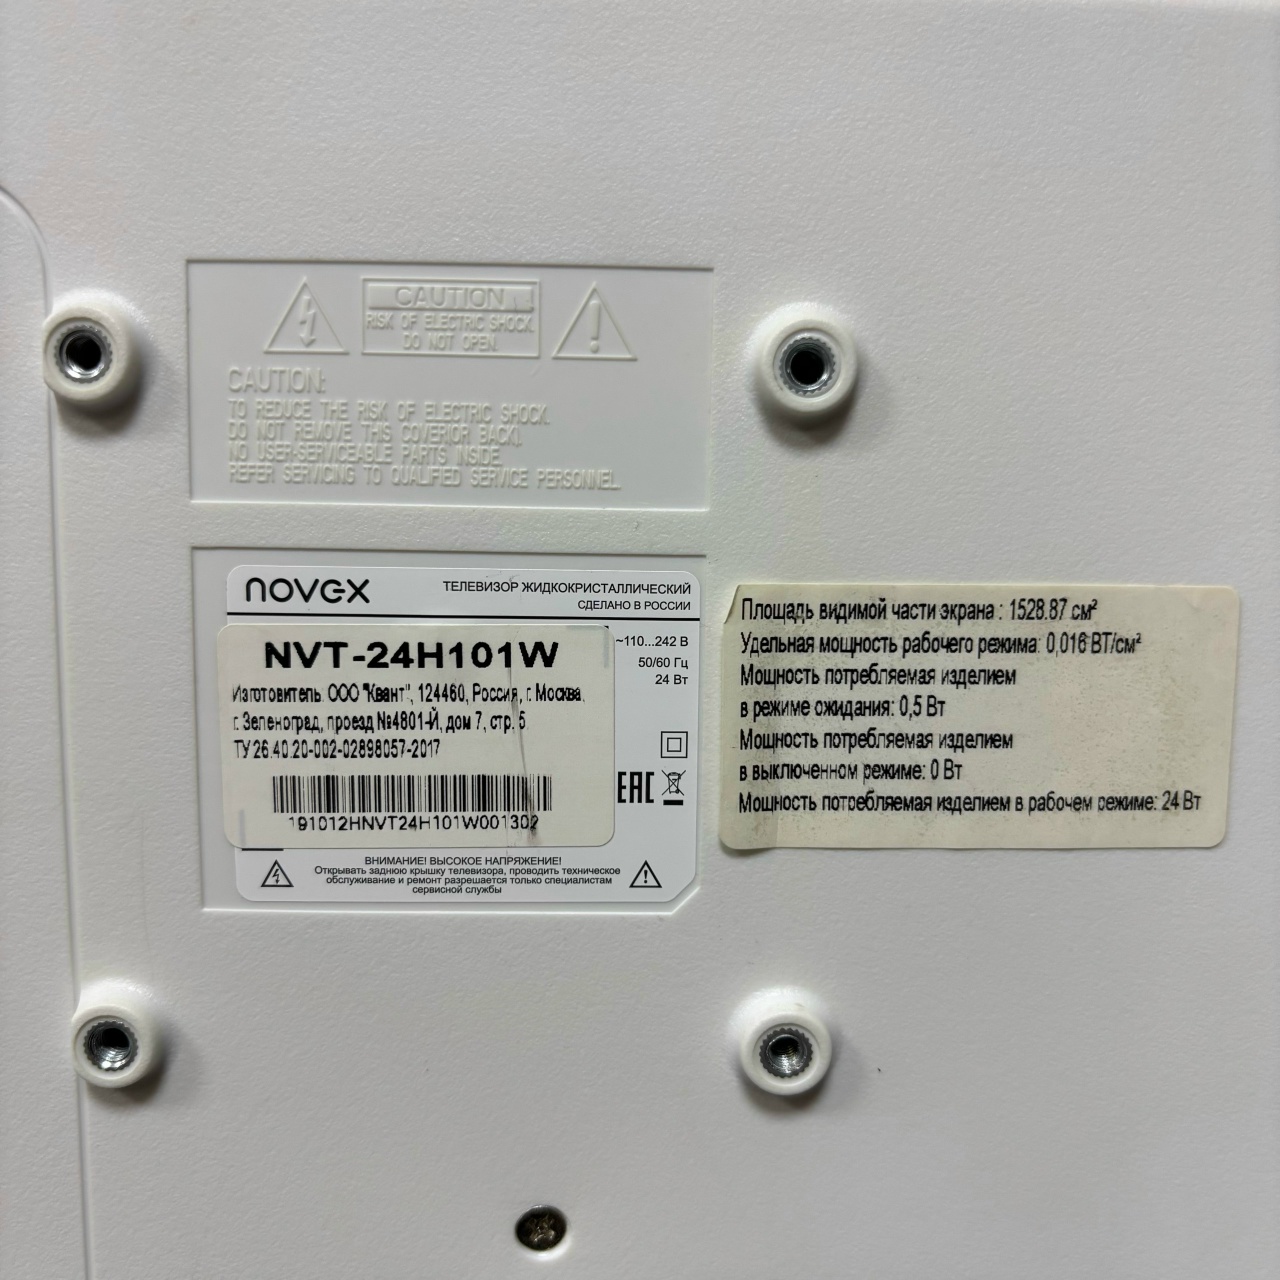 CAUTION
RISK OF ELECTRIC SHOCK.
DO NOT OPEN.
CAUTION:
TO REDUCE THE RISK OF ELECTRIC SHOCK.
DO NOT REMOVE THIS COVER(OR BACK).
NO USER-SERVICEABLE PARTS INSIDE.
REFER SERVICING TO QUALIFIED SERVICE PERSONNEL.
novex
ТЕЛЕВИЗОР ЖИДКОКРИСТАЛЛИЧЕСКИЙ
СДЕЛАНО В РОССИИ
~110...242 В
50/60 Гц
24 Вт
NVT-24H101W
Изготовитель: ООО "Квант", 124460, Россия, г. Москва,
г. Зеленоград, проезд №4801-Й, дом 7, стр. 5
ТУ 26.40.20-002-02898057-2017
191012HNVT24H101W001302
EAC
ВНИМАНИЕ! ВЫСОКОЕ НАПРЯЖЕНИЕ!
Открывать заднюю крышку телевизора, проводить техническое
обслуживание и ремонт разрешается только специалистам
сервисной службы
Площадь видимой части экрана : 1528.87 см²
Удельная мощность рабочего режима: 0,016 ВТ/см²
Мощность потребляемая изделием
в режиме ожидания: 0,5 Вт
Мощность потребляемая изделием
в выключенном режиме: 0 Вт
Мощность потребляемая изделием в рабочем режиме: 24 Вт